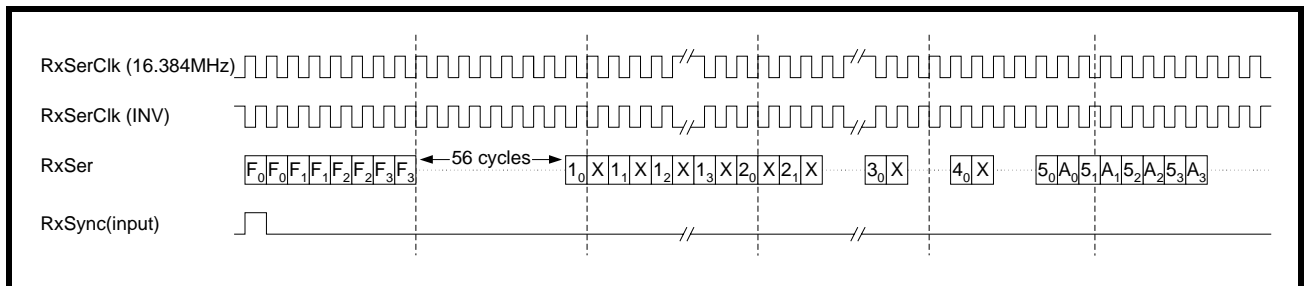 RxSerClk (16.384MHz)
RxSerClk (INV)
RxSer F₀ F₀ F₁ F₁ F₂ F₂ F₃ F₃ 56 cycles 1₀ X 1₁ X 1₂ X 1₃ X 2₀ X 2₁ X 3₀ X 4₀ X 5₀ A₀ 5₁ A₁ 5₂ A₂ 5₃ A₃
RxSync(input)